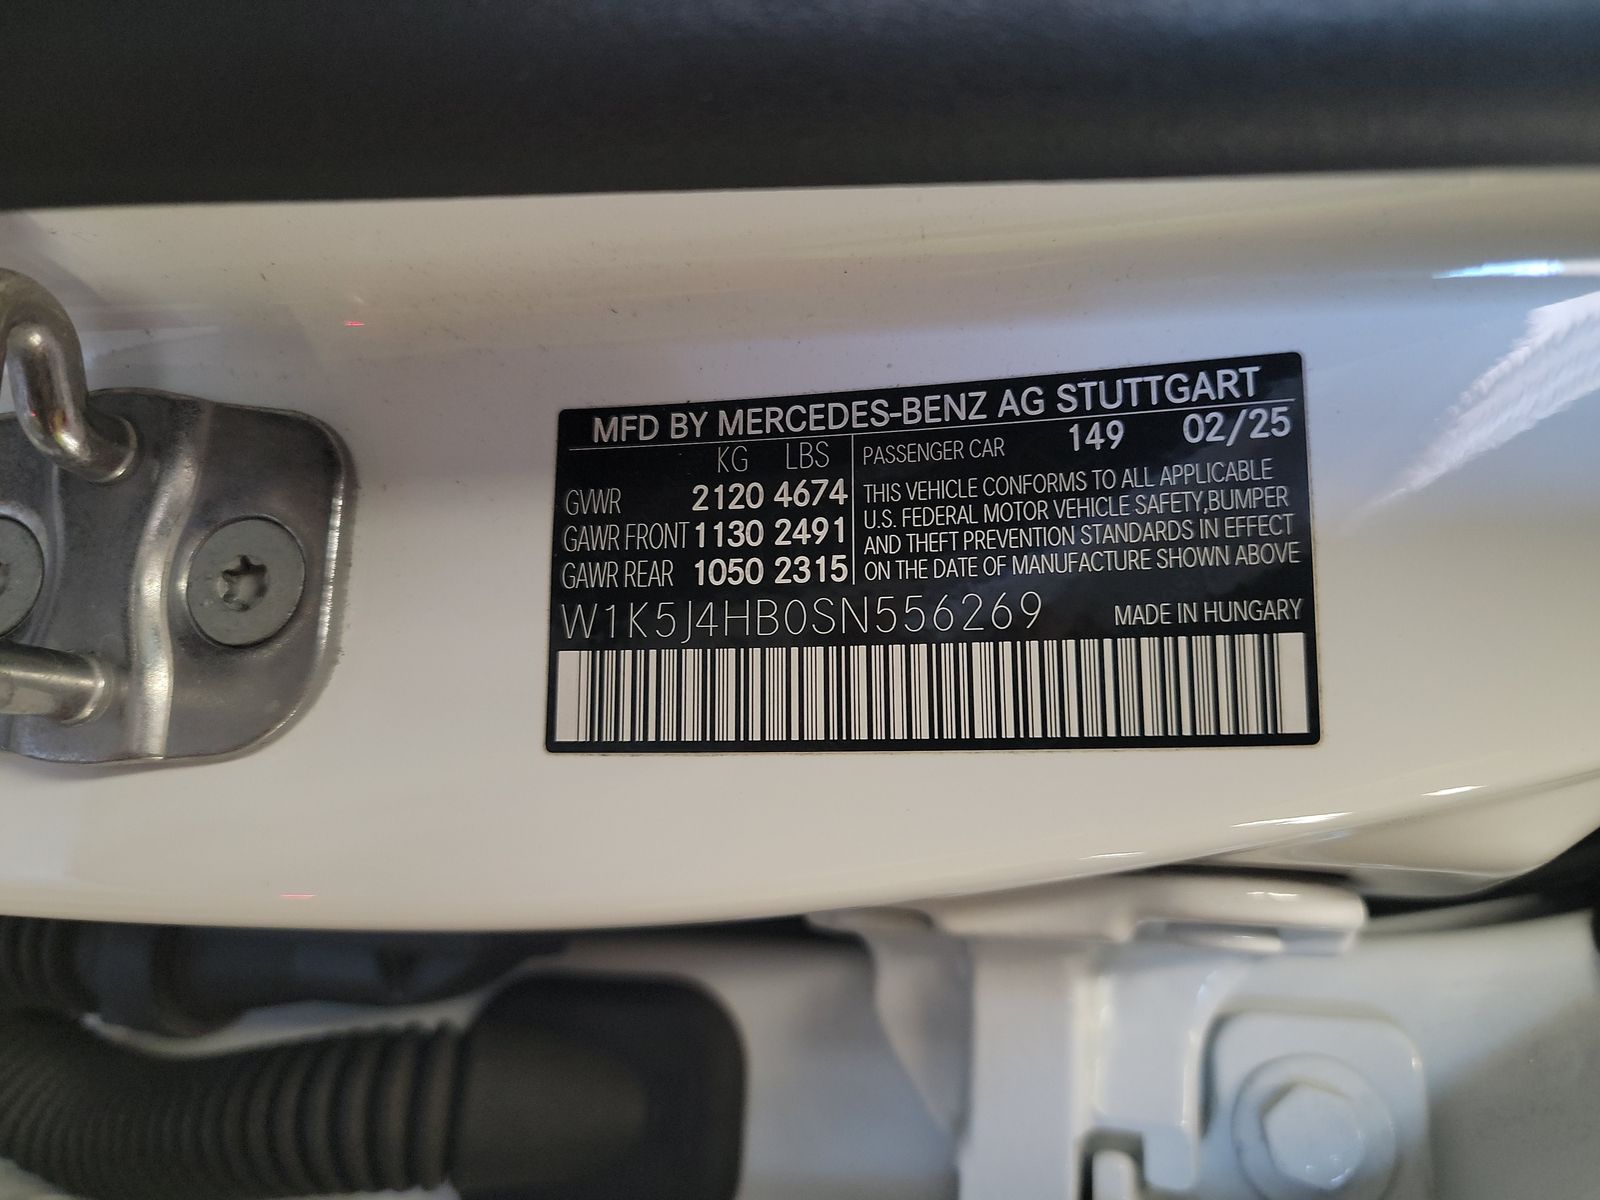 MFD BY MERCEDES-BENZ AG STUTTGART
KG LBS
GVWR 2120 4674
GAWR FRONT 1130 2491
GAWR REAR 1050 2315
PASSENGER CAR 149 02/25
THIS VEHICLE CONFORMS TO ALL APPLICABLE
U.S. FEDERAL MOTOR VEHICLE SAFETY,BUMPER
AND THEFT PREVENTION STANDARDS IN EFFECT
ON THE DATE OF MANUFACTURE SHOWN ABOVE
W1K5J4HB0SN556269 MADE IN HUNGARY